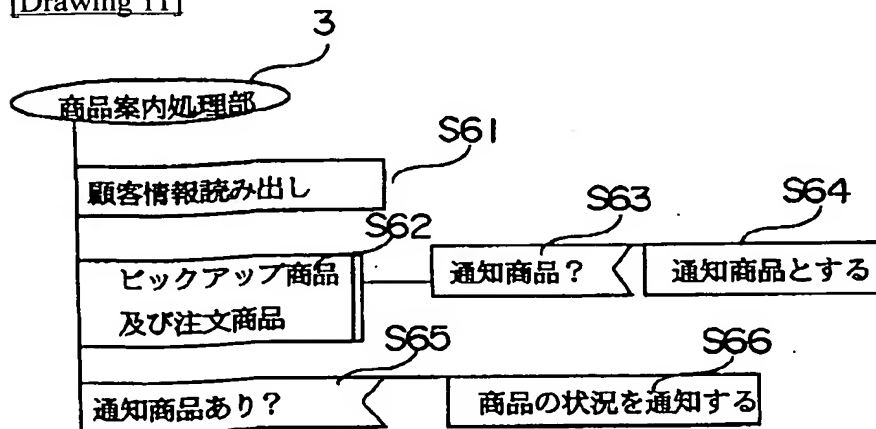 [Drawing 11]
3
商品案内処理部
S61
顧客情報読み出し
S62
S63
S64
ピックアップ商品
及び注文商品
通知商品？
通知商品とする
S65
S66
通知商品あり？
商品の状況を通知する